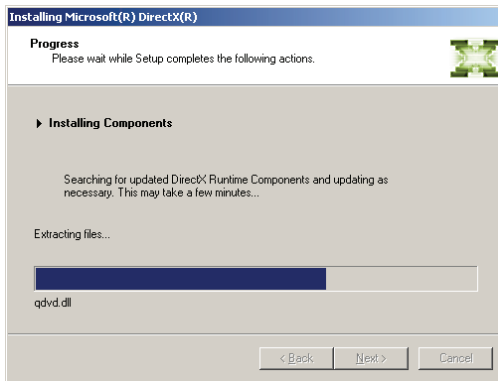 Installing Microsoft(R) DirectX(R)
Progress
Please wait while Setup completes the following actions.
Installing Components
Searching for updated DirectX Runtime Components and updating as
necessary. This may take a few minutes...
Extracting files...
qdvd.dll
< Back Next > Cancel